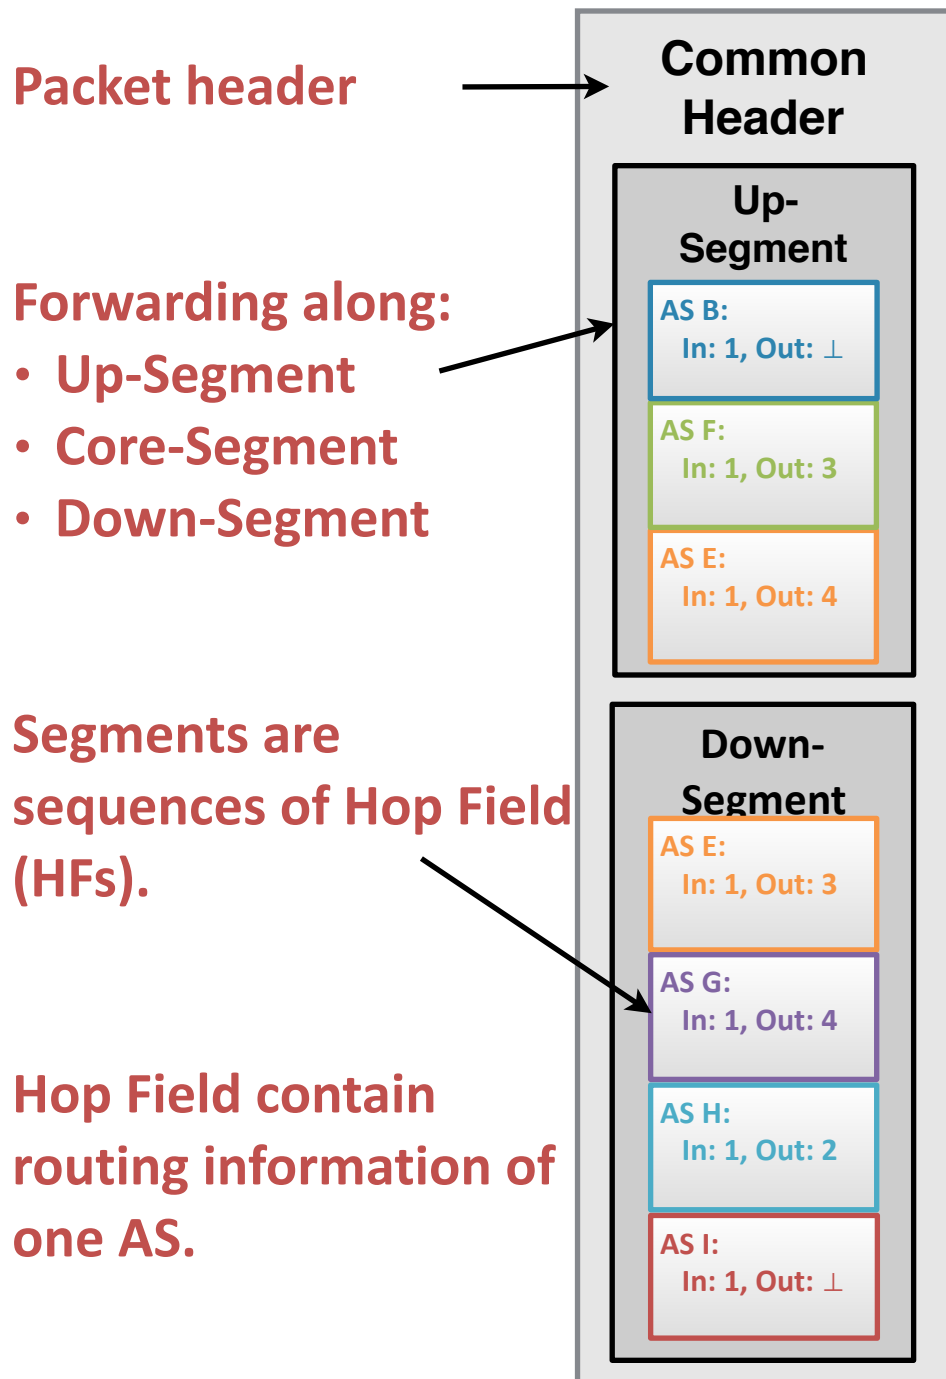 Packet header
Common
Header
Up-
Segment
Forwarding along:
• Up-Segment
• Core-Segment
• Down-Segment
AS B:
In: 1, Out: ⊥
AS F:
In: 1, Out: 3
AS E:
In: 1, Out: 4
Segments are
sequences of Hop Field
(HFs).
Down-
Segment
AS E:
In: 1, Out: 3
AS G:
In: 1, Out: 4
AS H:
In: 1, Out: 2
AS I:
In: 1, Out: ⊥
Hop Field contain
routing information of
one AS.